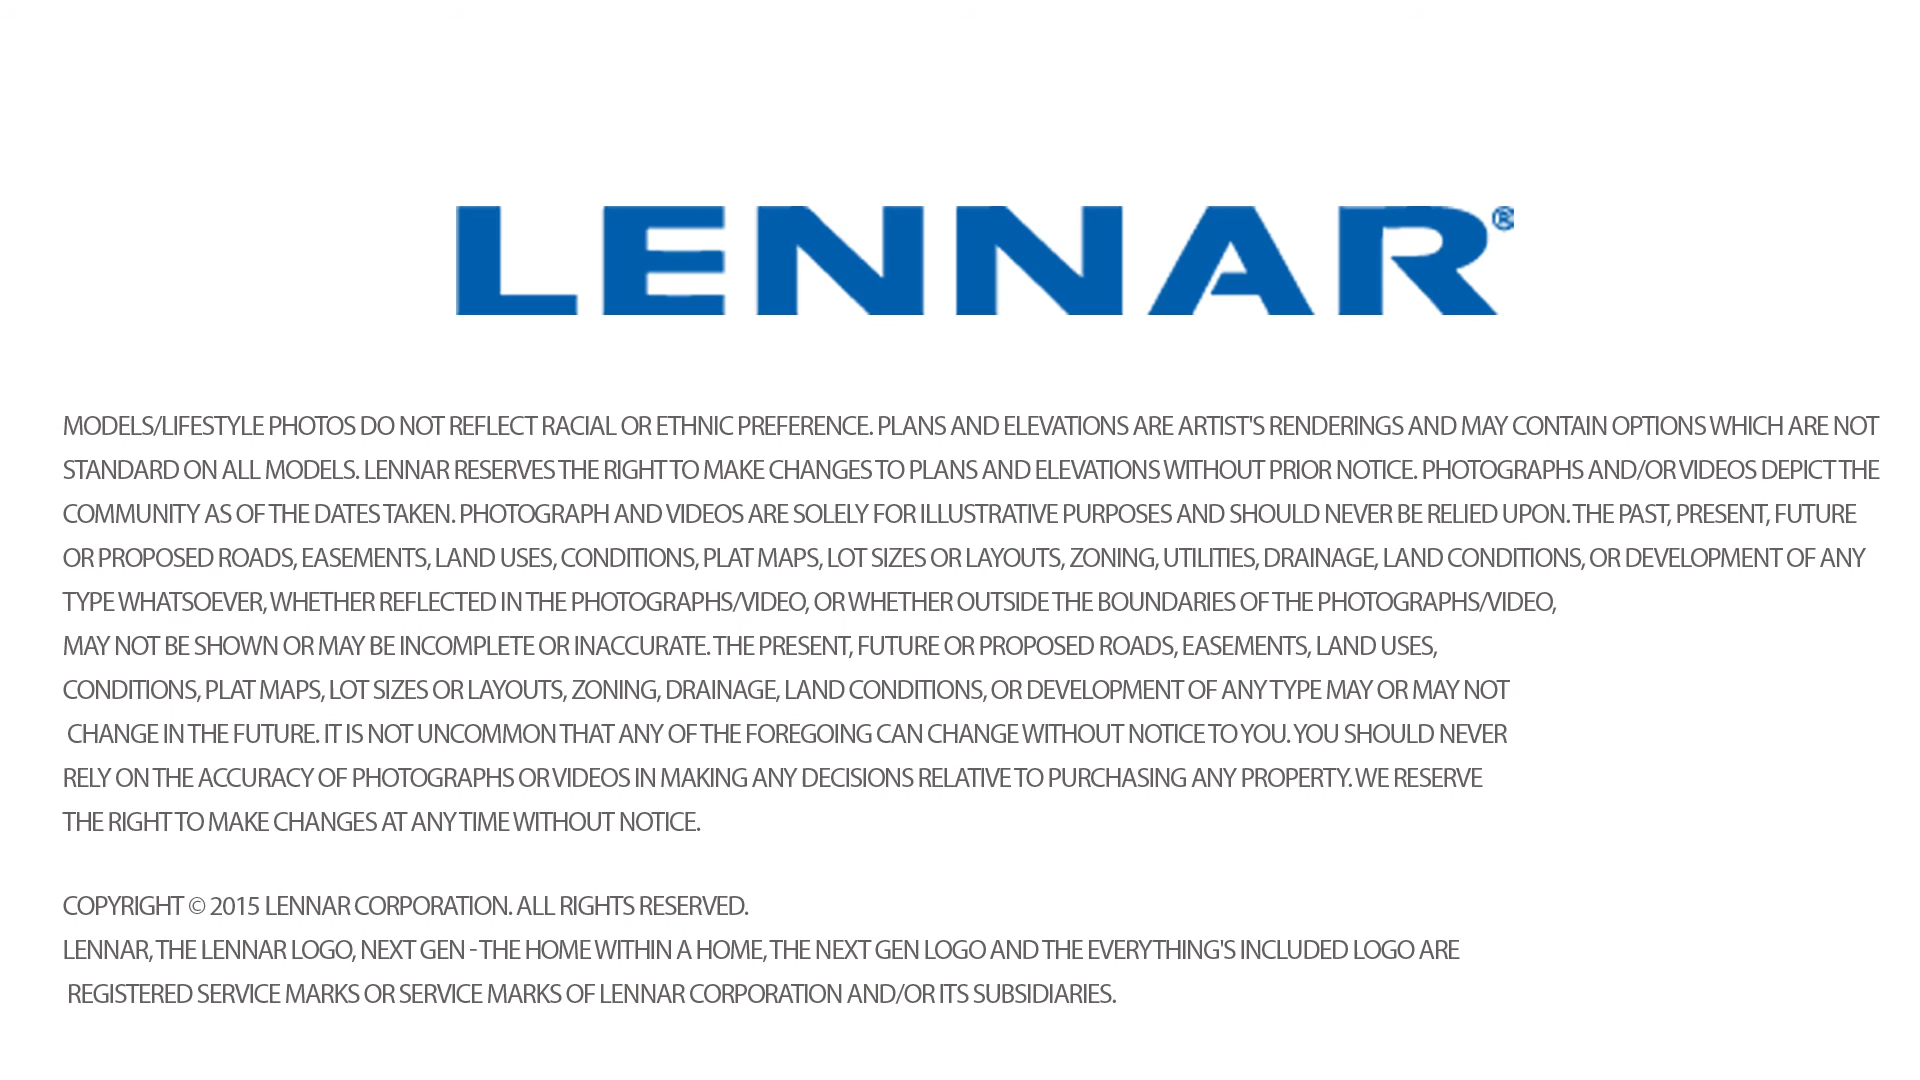 LENNAR®
MODELS/LIFESTYLE PHOTOS DO NOT REFLECT RACIAL OR ETHNIC PREFERENCE. PLANS AND ELEVATIONS ARE ARTIST'S RENDERINGS AND MAY CONTAIN OPTIONS WHICH ARE NOT
STANDARD ON ALL MODELS. LENNAR RESERVES THE RIGHT TO MAKE CHANGES TO PLANS AND ELEVATIONS WITHOUT PRIOR NOTICE. PHOTOGRAPHS AND/OR VIDEOS DEPICT THE
COMMUNITY AS OF THE DATES TAKEN. PHOTOGRAPH AND VIDEOS ARE SOLELY FOR ILLUSTRATIVE PURPOSES AND SHOULD NEVER BE RELIED UPON. THE PAST, PRESENT, FUTURE
OR PROPOSED ROADS, EASEMENTS, LAND USES, CONDITIONS, PLAT MAPS, LOT SIZES OR LAYOUTS, ZONING, UTILITIES, DRAINAGE, LAND CONDITIONS, OR DEVELOPMENT OF ANY
TYPE WHATSOEVER, WHETHER REFLECTED IN THE PHOTOGRAPHS/VIDEO, OR WHETHER OUTSIDE THE BOUNDARIES OF THE PHOTOGRAPHS/VIDEO,
MAY NOT BE SHOWN OR MAY BE INCOMPLETE OR INACCURATE. THE PRESENT, FUTURE OR PROPOSED ROADS, EASEMENTS, LAND USES,
CONDITIONS, PLAT MAPS, LOT SIZES OR LAYOUTS, ZONING, DRAINAGE, LAND CONDITIONS, OR DEVELOPMENT OF ANY TYPE MAY OR MAY NOT
CHANGE IN THE FUTURE. IT IS NOT UNCOMMON THAT ANY OF THE FOREGOING CAN CHANGE WITHOUT NOTICE TO YOU. YOU SHOULD NEVER
RELY ON THE ACCURACY OF PHOTOGRAPHS OR VIDEOS IN MAKING ANY DECISIONS RELATIVE TO PURCHASING ANY PROPERTY. WE RESERVE
THE RIGHT TO MAKE CHANGES AT ANY TIME WITHOUT NOTICE.
COPYRIGHT © 2015 LENNAR CORPORATION. ALL RIGHTS RESERVED.
LENNAR, THE LENNAR LOGO, NEXT GEN - THE HOME WITHIN A HOME, THE NEXT GEN LOGO AND THE EVERYTHING'S INCLUDED LOGO ARE
REGISTERED SERVICE MARKS OR SERVICE MARKS OF LENNAR CORPORATION AND/OR ITS SUBSIDIARIES.